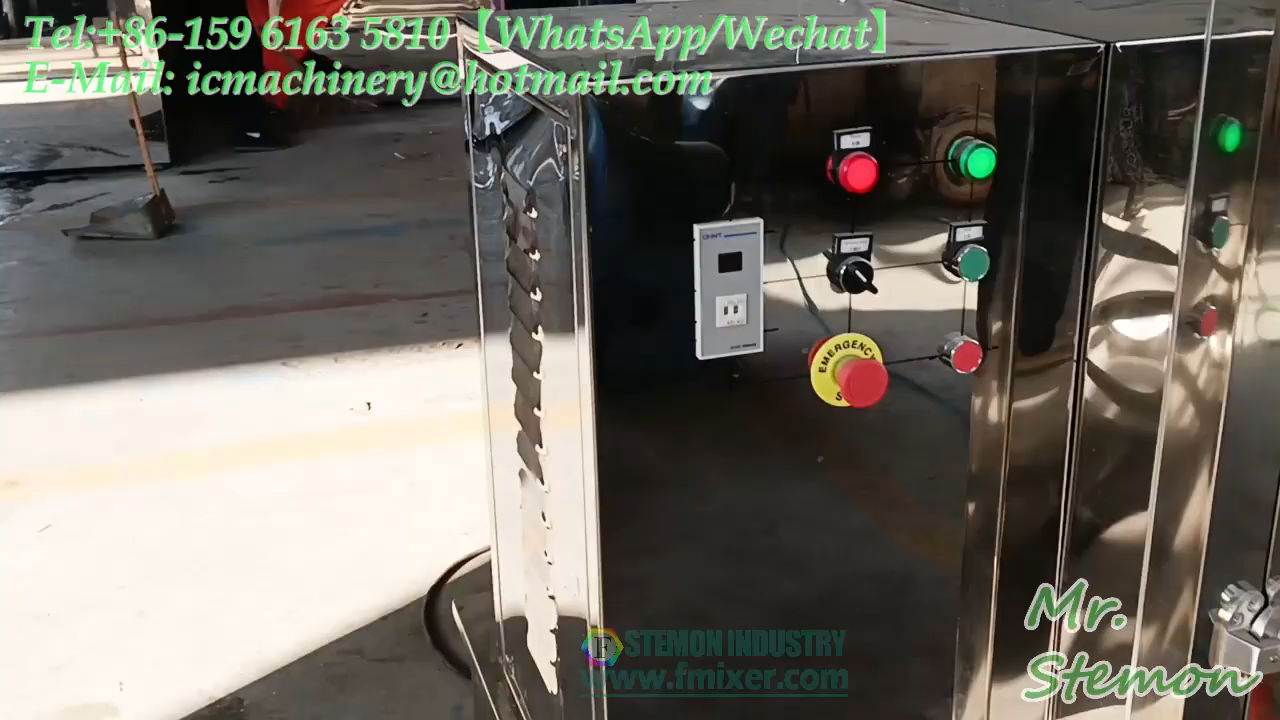 Tel:+86-159 6163 5810【WhatsApp/Wechat】
E-Mail: icmachinery@hotmail.com
CHNT
EMERGENCY
F STEMON INDUSTRY
www.fmixer.com
Mr.
Stemon